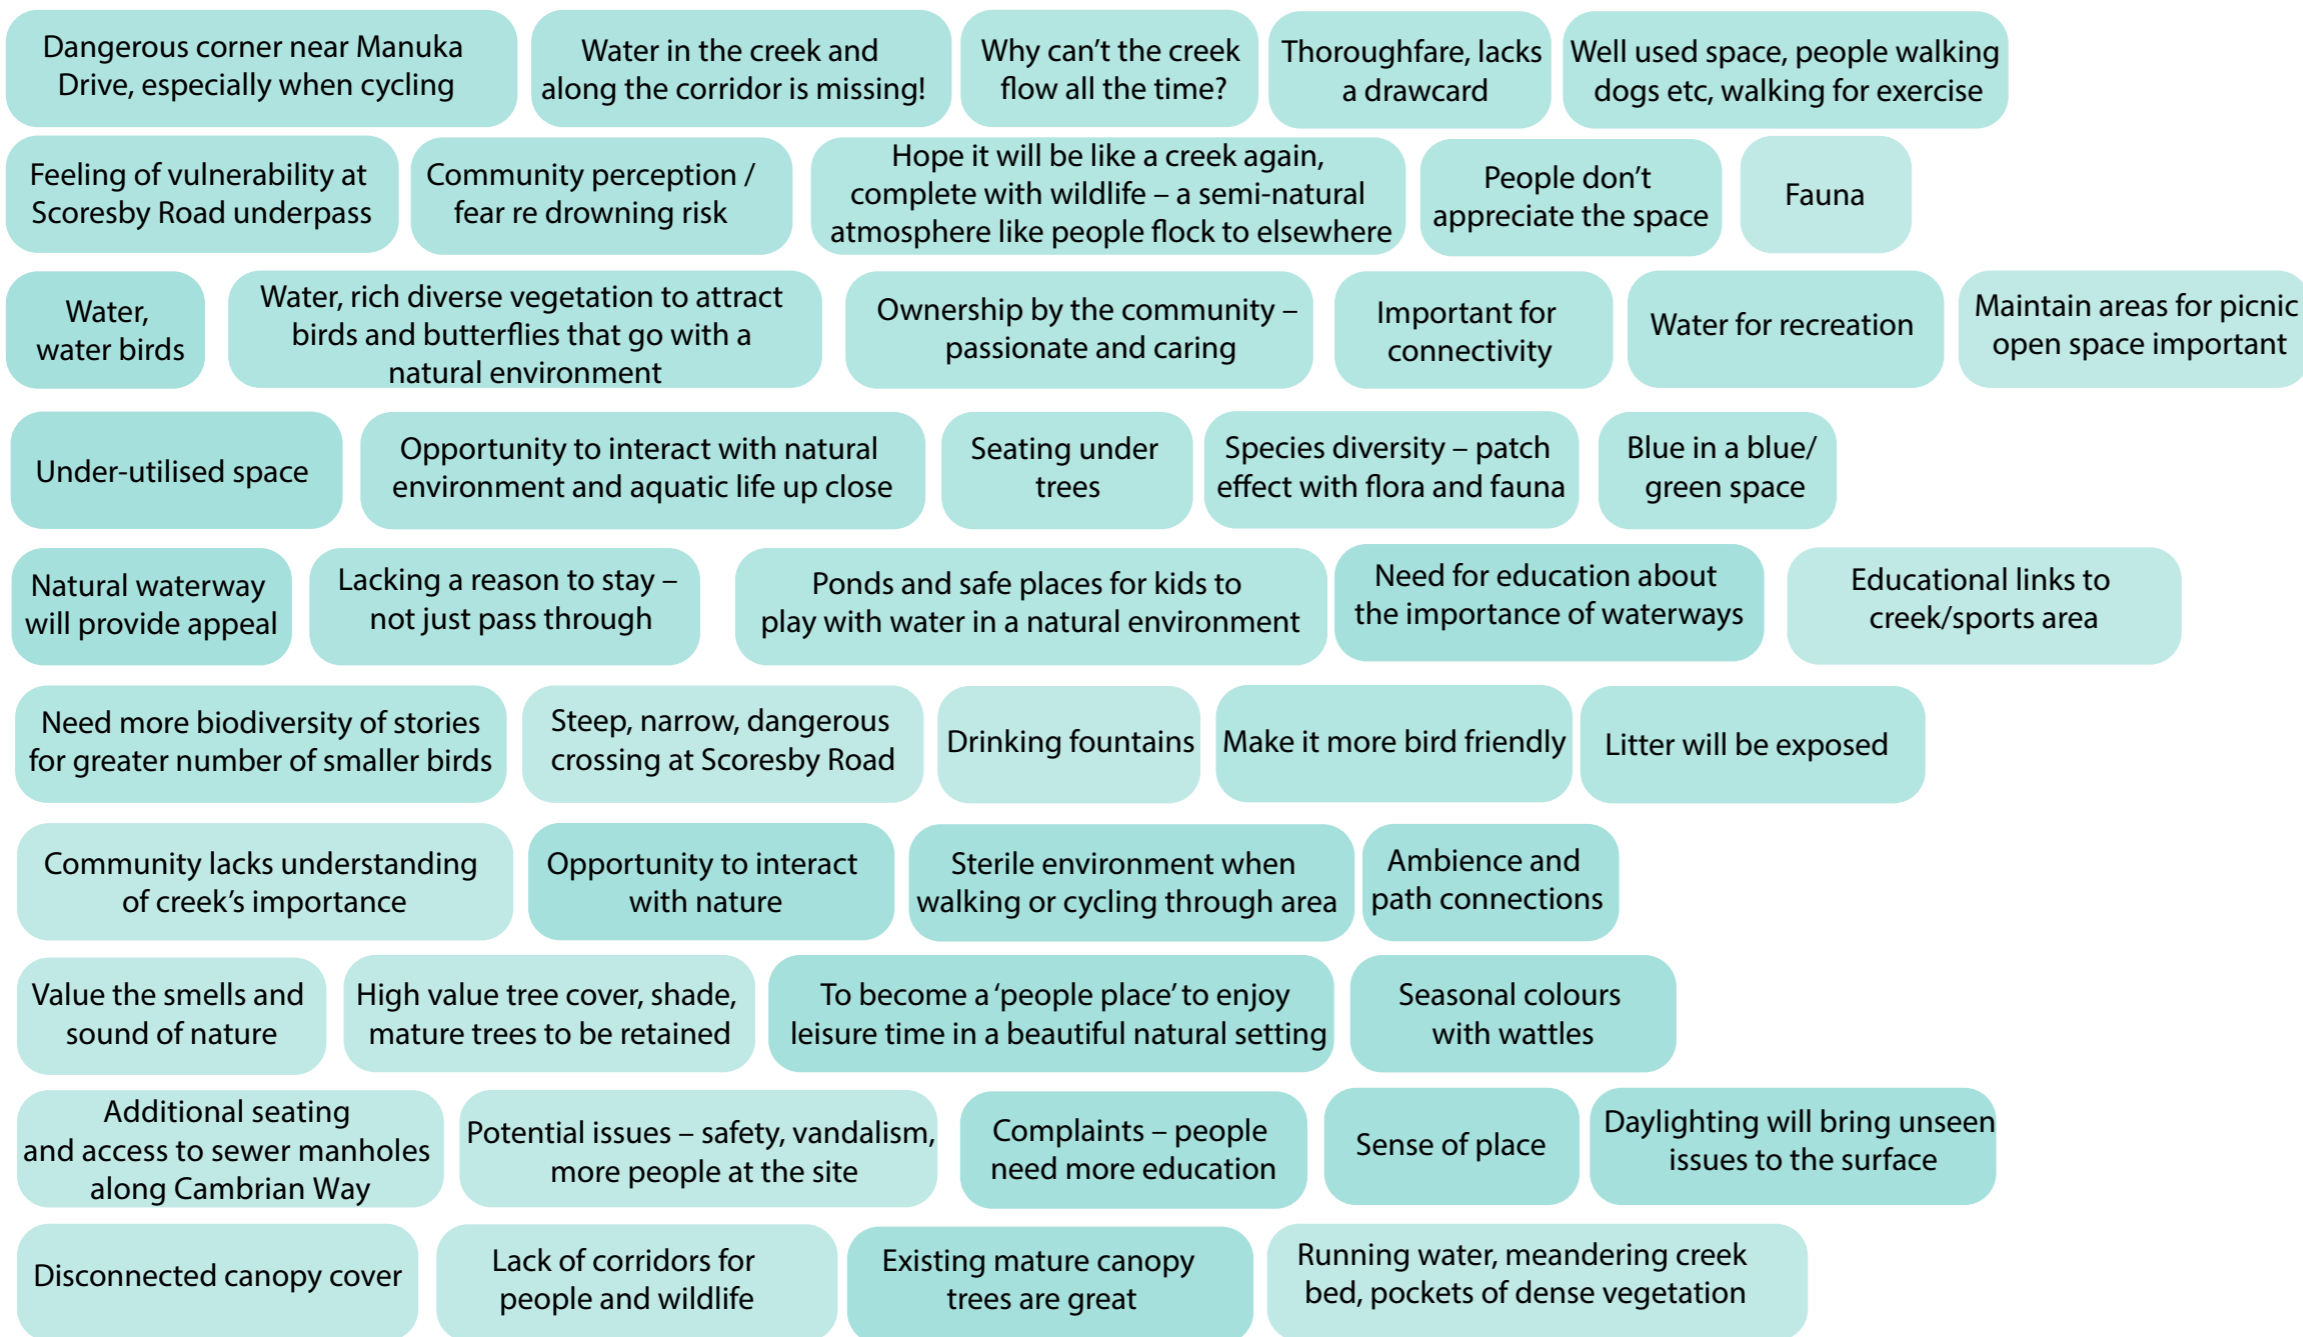 Dangerous corner near Manuka
Drive, especially when cycling
Water in the creek and
along the corridor is missing!
Why can't the creek
flow all the time?
Thoroughfare, lacks
a drawcard
Well used space, people walking
dogs etc, walking for exercise
Feeling of vulnerability at
Scoresby Road underpass
Community perception /
fear re drowning risk
Hope it will be like a creek again,
complete with wildlife – a semi-natural
atmosphere like people flock to elsewhere
People don't
appreciate the space
Fauna
Water,
water birds
Water, rich diverse vegetation to attract
birds and butterflies that go with a
natural environment
Ownership by the community –
passionate and caring
Important for
connectivity
Water for recreation
Maintain areas for picnic
open space important
Under-utilised space
Opportunity to interact with natural
environment and aquatic life up close
Seating under
trees
Species diversity – patch
effect with flora and fauna
Blue in a blue/
green space
Natural waterway
will provide appeal
Lacking a reason to stay –
not just pass through
Ponds and safe places for kids to
play with water in a natural environment
Need for education about
the importance of waterways
Educational links to
creek/sports area
Need more biodiversity of stories
for greater number of smaller birds
Steep, narrow, dangerous
crossing at Scoresby Road
Drinking fountains
Make it more bird friendly
Litter will be exposed
Community lacks understanding
of creek's importance
Opportunity to interact
with nature
Sterile environment when
walking or cycling through area
Ambience and
path connections
Value the smells and
sound of nature
High value tree cover, shade,
mature trees to be retained
To become a 'people place' to enjoy
leisure time in a beautiful natural setting
Seasonal colours
with wattles
Additional seating
and access to sewer manholes
along Cambrian Way
Potential issues – safety, vandalism,
more people at the site
Complaints – people
need more education
Sense of place
Daylighting will bring unseen
issues to the surface
Disconnected canopy cover
Lack of corridors for
people and wildlife
Existing mature canopy
trees are great
Running water, meandering creek
bed, pockets of dense vegetation